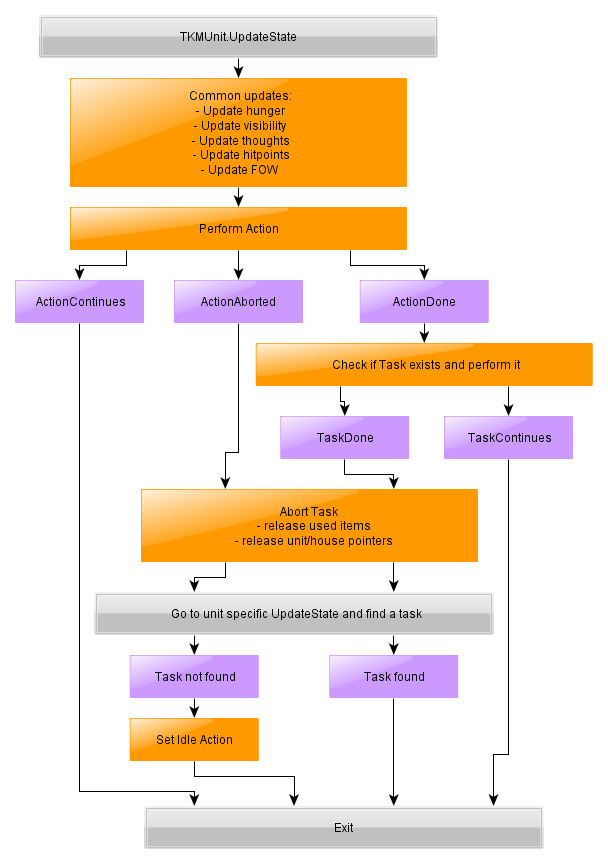 TKMUnit.UpdateState
Common updates:
- Update hunger
- Update visibility
- Update thoughts
- Update hitpoints
- Update FOW
Perform Action
ActionContinues
ActionAborted
ActionDone
Check if Task exists and perform it
TaskDone
TaskContinues
Abort Task
- release used items
- release unit/house pointers
Go to unit specific UpdateState and find a task
Task not found
Task found
Set Idle Action
Exit